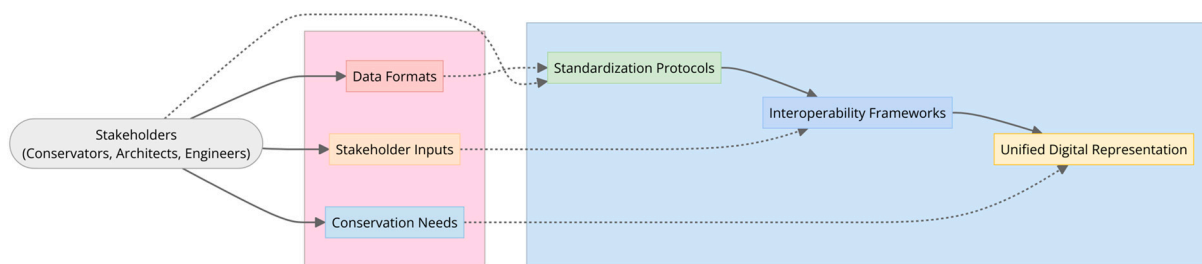 Stakeholders
(Conservators, Architects, Engineers)
Data Formats
Stakeholder Inputs
Conservation Needs
Standardization Protocols
Interoperability Frameworks
Unified Digital Representation